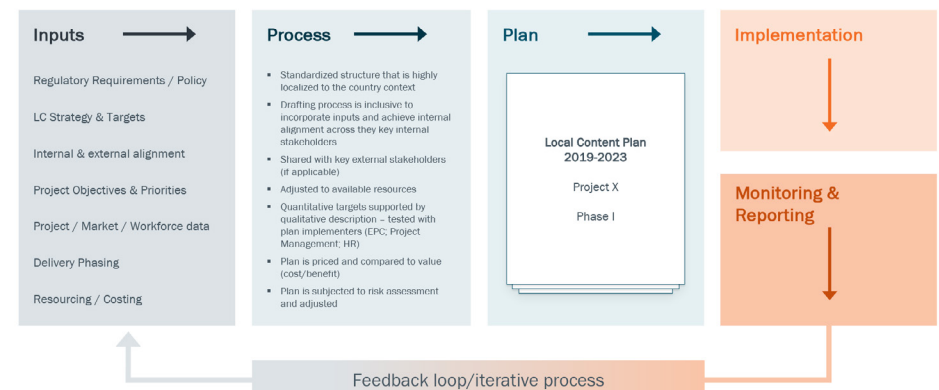 Inputs
Regulatory Requirements / Policy
LC Strategy & Targets
Internal & external alignment
Project Objectives & Priorities
Project / Market / Workforce data
Delivery Phasing
Resourcing / Costing
Process
▪ Standardized structure that is highly
localized to the country context
▪ Drafting process is inclusive to
incorporate inputs and achieve internal
alignment across they key internal
stakeholders
▪ Shared with key external stakeholders
(if applicable)
▪ Adjusted to available resources
▪ Quantitative targets supported by
qualitative description – tested with
plan implementers (EPC; Project
Management; HR)
▪ Plan is priced and compared to value
(cost/benefit)
▪ Plan is subjected to risk assessment
and adjusted
Plan
Local Content Plan
2019-2023
Project X
Phase I
Implementation
Monitoring &
Reporting
Feedback loop/iterative process